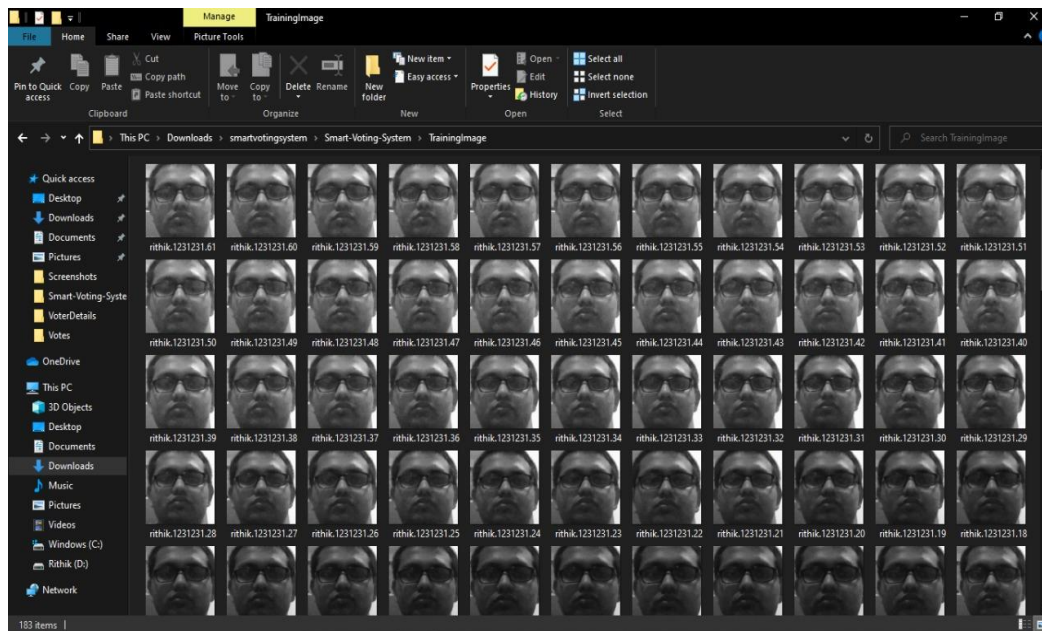 Manage TrainingImage
File Home Share View Picture Tools
Pin to Quick access
Copy
Paste
Cut
Copy path
Paste shortcut
Clipboard
Move to
Copy to
Delete
Rename
Organize
New folder
New item
Easy access
New
Properties
Open
Edit
History
Open
Select all
Select none
Invert selection
Select
This PC > Downloads > smartvotingsystem > Smart-Voting-System > TrainingImage
Search TrainingImage
Quick access
Desktop
Downloads
Documents
Pictures
Screenshots
Smart-Voting-Syste
VoterDetails
Votes
OneDrive
This PC
3D Objects
Desktop
Documents
Downloads
Music
Pictures
Videos
Windows (C:)
Rithik (D:)
Network
rithik.1231231.61 rithik.1231231.60 rithik.1231231.59 rithik.1231231.58 rithik.1231231.57 rithik.1231231.56 rithik.1231231.55 rithik.1231231.54 rithik.1231231.53 rithik.1231231.52 rithik.1231231.51
rithik.1231231.50 rithik.1231231.49 rithik.1231231.48 rithik.1231231.47 rithik.1231231.46 rithik.1231231.45 rithik.1231231.44 rithik.1231231.43 rithik.1231231.42 rithik.1231231.41 rithik.1231231.40
rithik.1231231.39 rithik.1231231.38 rithik.1231231.37 rithik.1231231.36 rithik.1231231.35 rithik.1231231.34 rithik.1231231.33 rithik.1231231.32 rithik.1231231.31 rithik.1231231.30 rithik.1231231.29
rithik.1231231.28 rithik.1231231.27 rithik.1231231.26 rithik.1231231.25 rithik.1231231.24 rithik.1231231.23 rithik.1231231.22 rithik.1231231.21 rithik.1231231.20 rithik.1231231.19 rithik.1231231.18
183 items